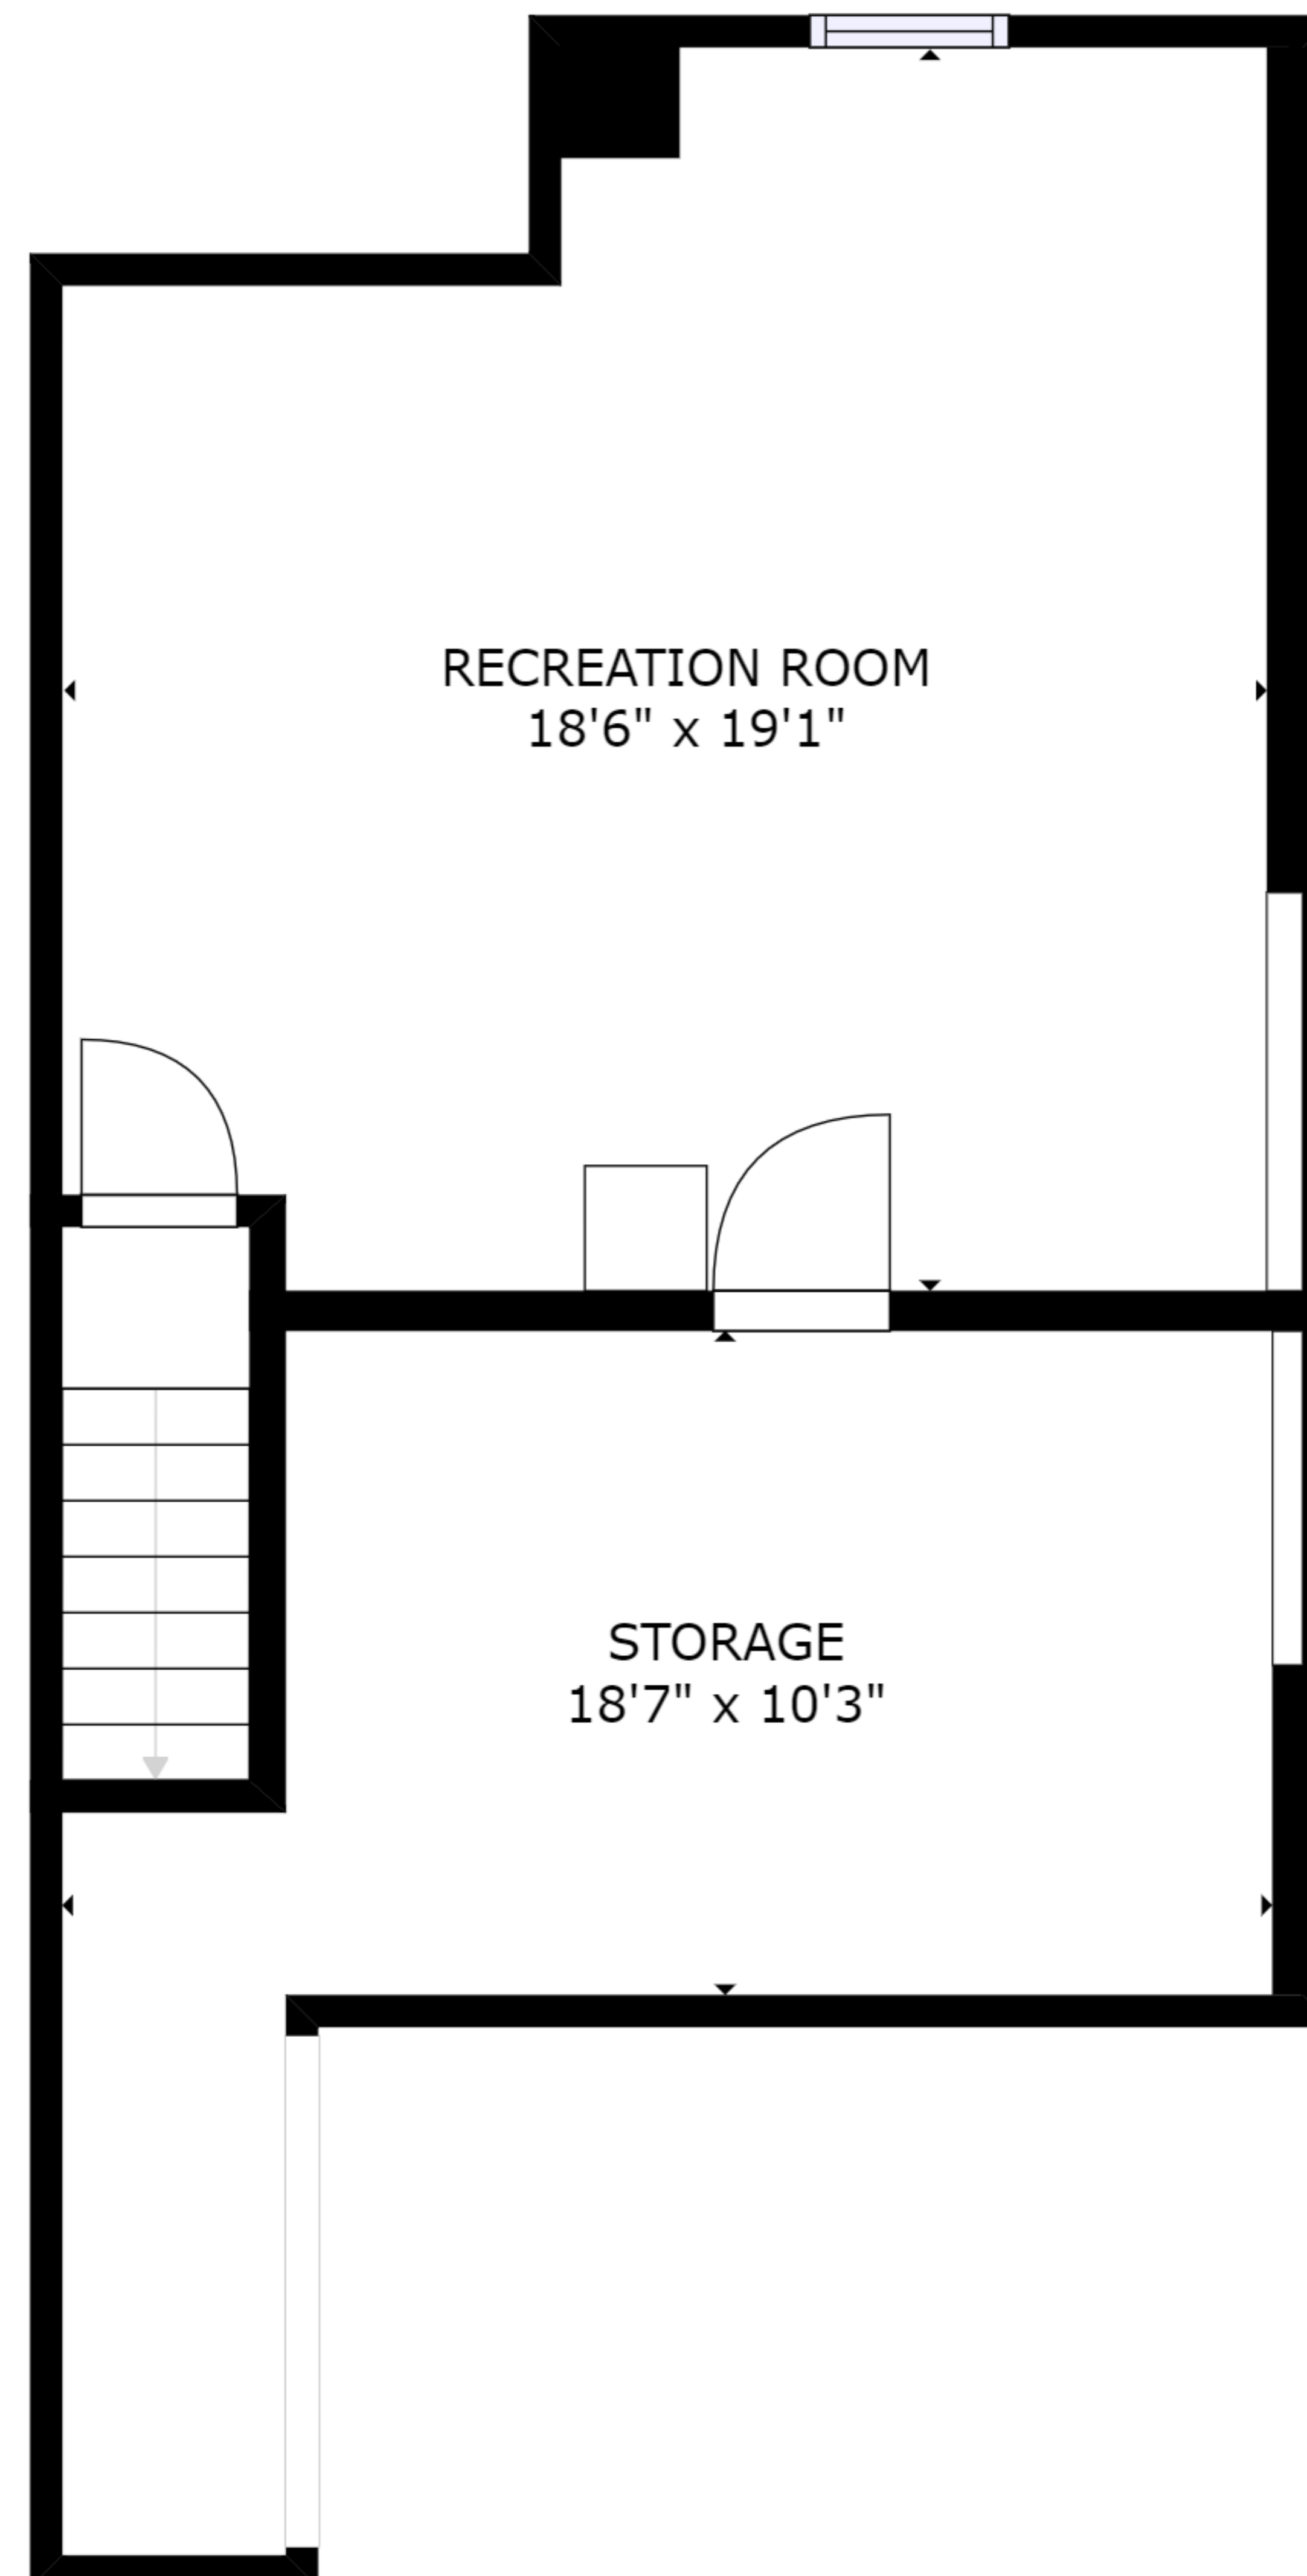 RECREATION ROOM
18'6" x 19'1"
STORAGE
18'7" x 10'3"